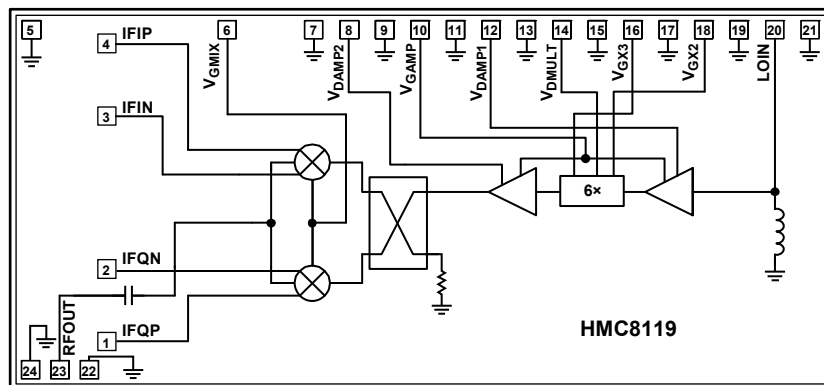 5
4
IFIP
6
7
8
9
10
11
12
13
14
15
16
17
18
19
20
21
VGMIX
VDAMP2
VGAMP
VDAMP1
VDMULT
VGX3
VGX2
LOIN
3
IFIN
6×
2
IFQN
RFOUT
1
IFQP
HMC8119
24
23
22